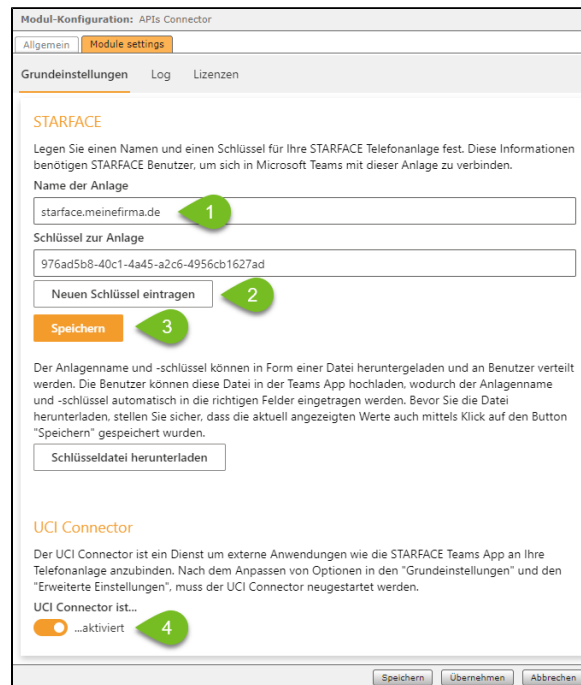 Modul-Konfiguration: APIs Connector
Allgemein Module settings
Grundeinstellungen Log Lizenzen
STARFACE
Legen Sie einen Namen und einen Schlüssel für Ihre STARFACE Telefonanlage fest. Diese Informationen
benötigen STARFACE Benutzer, um sich in Microsoft Teams mit dieser Anlage zu verbinden.
Name der Anlage
starface.meinefirma.de 1
Schlüssel zur Anlage
976ad5b8-40c1-4a45-a2c6-4956cb1627ad
Neuen Schlüssel eintragen 2
Speichern 3
Der Anlagenname und -schlüssel können in Form einer Datei heruntergeladen und an Benutzer verteilt
werden. Die Benutzer können diese Datei in der Teams App hochladen, wodurch der Anlagenname
und -schlüssel automatisch in die richtigen Felder eingetragen werden. Bevor Sie die Datei
herunterladen, stellen Sie sicher, dass die aktuell angezeigten Werte auch mittels Klick auf den Button
"Speichern" gespeichert wurden.
Schlüsseldatei herunterladen
UCI Connector
Der UCI Connector ist ein Dienst um externe Anwendungen wie die STARFACE Teams App an Ihre
Telefonanlage anzubinden. Nach dem Anpassen von Optionen in den "Grundeinstellungen" und den
"Erweiterte Einstellungen", muss der UCI Connector neugestartet werden.
UCI Connector ist...
...aktiviert 4
Speichern Übernehmen Abbrechen